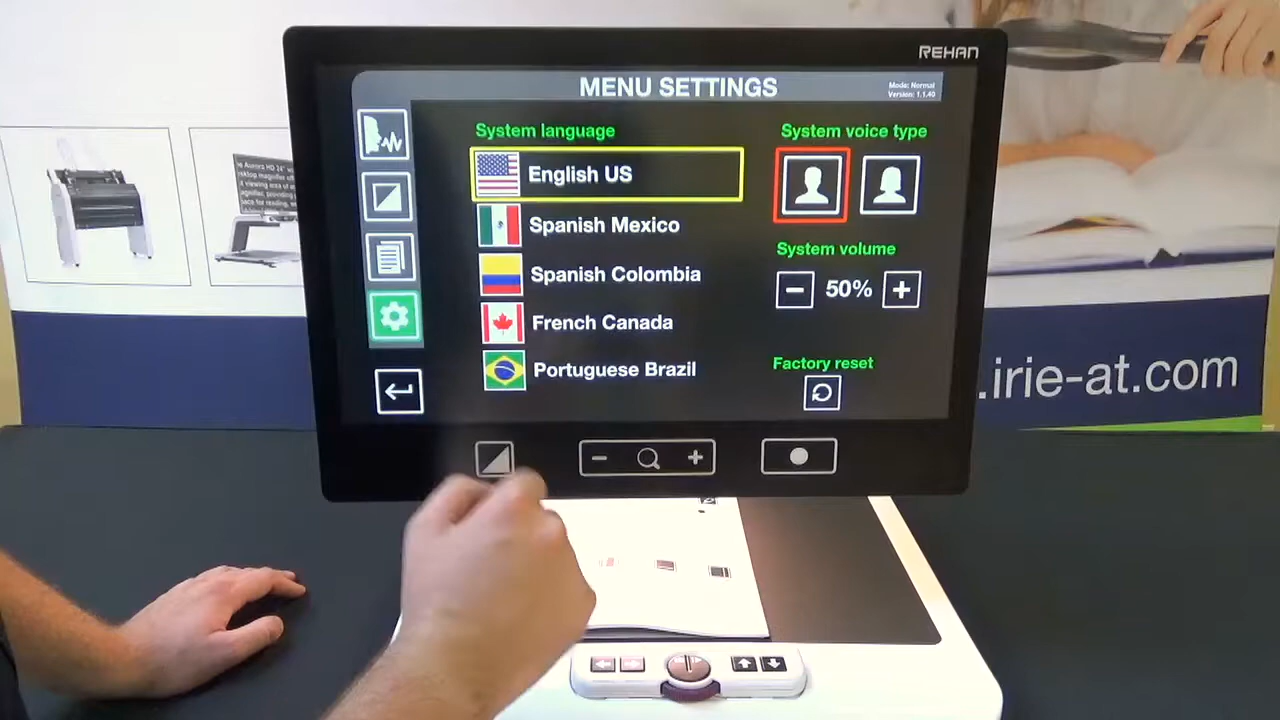 REHAN
MENU SETTINGS
Mode: Normal
Version: 1.1.40
System language
English US
Spanish Mexico
Spanish Colombia
French Canada
Portuguese Brazil
System voice type
System volume
50%
Factory reset
.irie-at.com